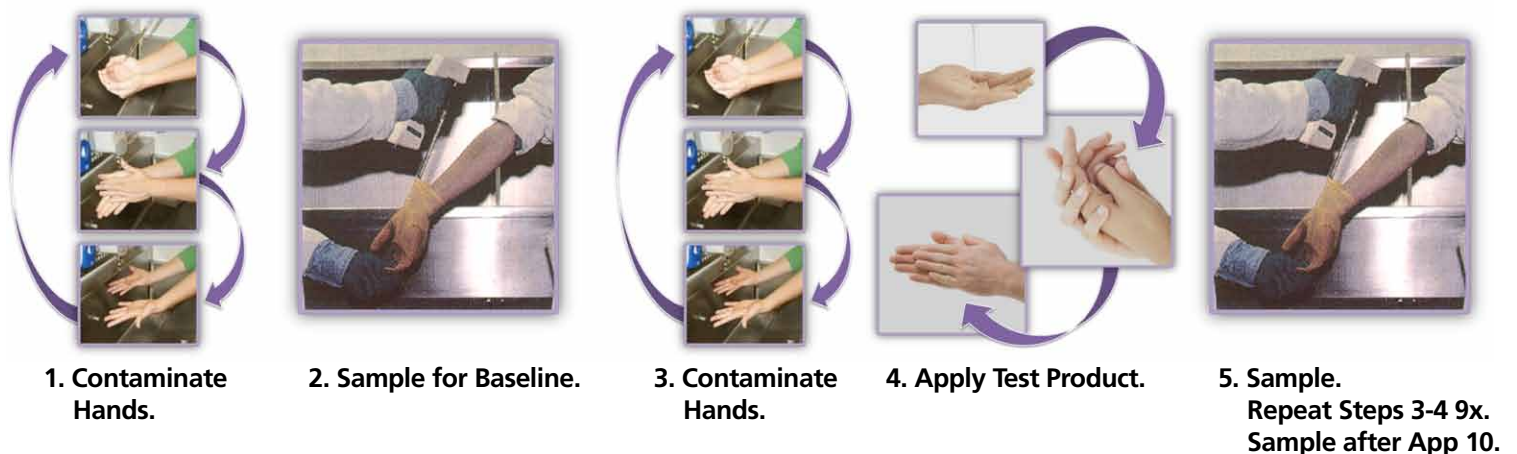 1. Contaminate
Hands.
2. Sample for Baseline.
3. Contaminate
Hands.
4. Apply Test Product.
5. Sample.
Repeat Steps 3-4 9x.
Sample after App 10.